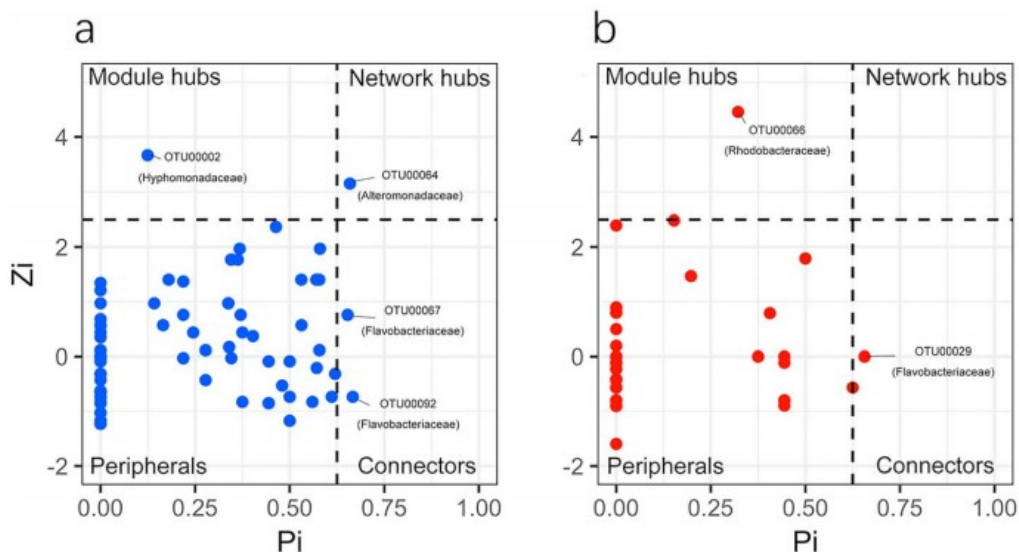 a
Module hubs
Network hubs
OTU00002
(Hyphomonadaceae)
OTU00064
(Alteromonadaceae)
OTU00067
(Flavobacteriaceae)
OTU00092
(Flavobacteriaceae)
Peripherals
Connectors
4
2
0
-2
Zi
0.00 0.25 0.50 0.75 1.00
Pi
b
Module hubs
Network hubs
OTU00066
(Rhodobacteraceae)
OTU00029
(Flavobacteriaceae)
Peripherals
Connectors
4
2
0
-2
0.00 0.25 0.50 0.75 1.00
Pi